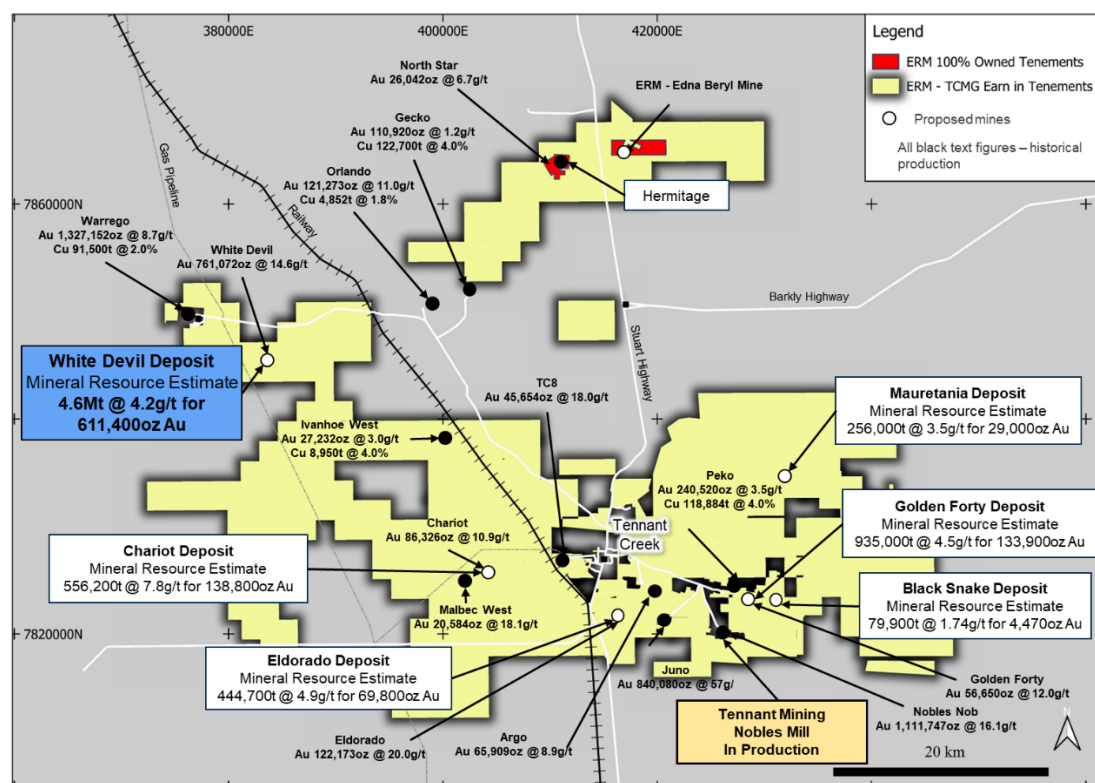 380000E
400000E
420000E
7860000N
7820000N
Legend
ERM 100% Owned Tenements
ERM - TCMG Earn in Tenements
Proposed mines
All black text figures – historical
production
North Star
Au 26,042oz @ 6.7g/t
ERM - Edna Beryl Mine
Gecko
Au 110,920oz @ 1.2g/t
Cu 122,700t @ 4.0%
Hermitage
Orlando
Au 121,273oz @ 11.0g/t
Cu 4,852t @ 1.8%
Gas Pipeline
Railway
Warrego
Au 1,327,152oz @ 8.7g/t
Cu 91,500t @ 2.0%
White Devil
Au 761,072oz @ 14.6g/t
Barkly Highway
Stuart Highway
White Devil Deposit
Mineral Resource Estimate
4.6Mt @ 4.2g/t for
611,400oz Au
TC8
Au 45,654oz @ 18.0g/t
Mauretania Deposit
Mineral Resource Estimate
256,000t @ 3.5g/t for 29,000oz Au
Ivanhoe West
Au 27,232oz @ 3.0g/t
Cu 8,950t @ 4.0%
Peko
Au 240,520oz @ 3.5g/t
Cu 118,884t @ 4.0%
Golden Forty Deposit
Mineral Resource Estimate
935,000t @ 4.5g/t for 133,900oz Au
Chariot
Au 86,326oz @ 10.9g/t
Tennant
Creek
Chariot Deposit
Mineral Resource Estimate
556,200t @ 7.8g/t for 138,800oz Au
Black Snake Deposit
Mineral Resource Estimate
79,900t @ 1.74g/t for 4,470oz Au
Malbec West
Au 20,584oz @ 18.1g/t
Eldorado Deposit
Mineral Resource Estimate
444,700t @ 4.9g/t for 69,800oz Au
Juno
Au 840,080oz @ 57g/
Golden Forty
Au 56,650oz @ 12.0g/t
Nobles Nob
Au 1,111,747oz @ 16.1g/t
Tennant Mining
Nobles Mill
In Production
Eldorado
Au 122,173oz @ 20.0g/t
Argo
Au 65,909oz @ 8.9g/t
N
20 km